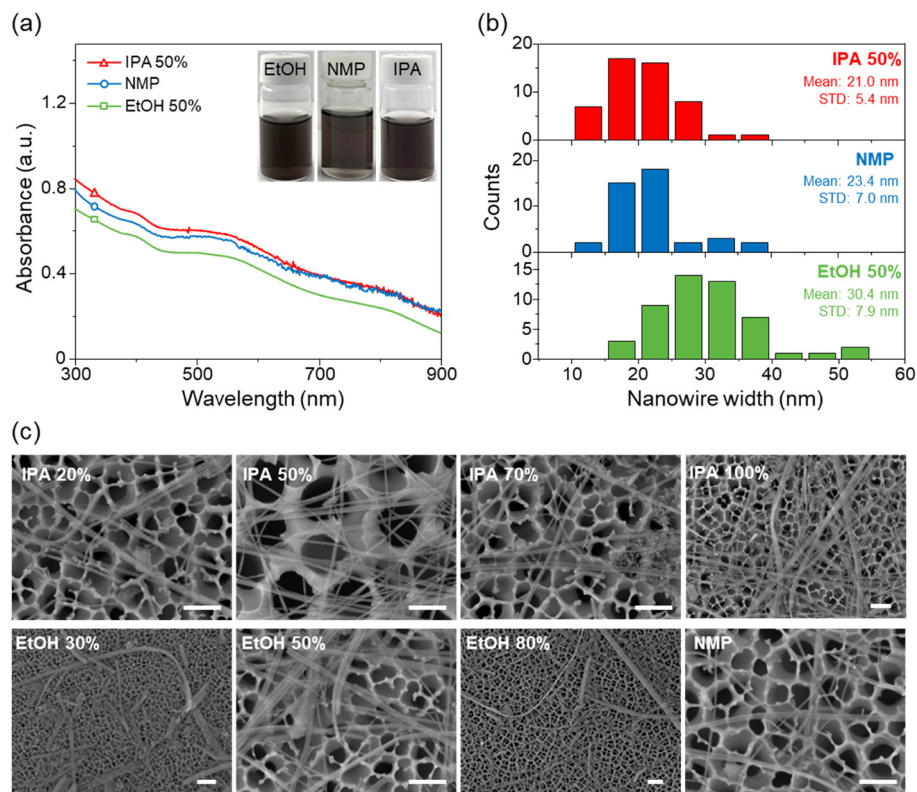 (a)
IPA 50%
NMP
EtOH 50%
EtOH NMP IPA
1.2
0.8
0.4
0
300 500 700 900
Absorbance (a.u.)
Wavelength (nm)
(b)
20
10
0
IPA 50%
Mean: 21.0 nm
STD: 5.4 nm
20
10
0
NMP
Mean: 23.4 nm
STD: 7.0 nm
15
10
5
0
EtOH 50%
Mean: 30.4 nm
STD: 7.9 nm
Counts
10 20 30 40 50 60
Nanowire width (nm)
(c)
IPA 20% IPA 50% IPA 70% IPA 100%
EtOH 30% EtOH 50% EtOH 80% NMP